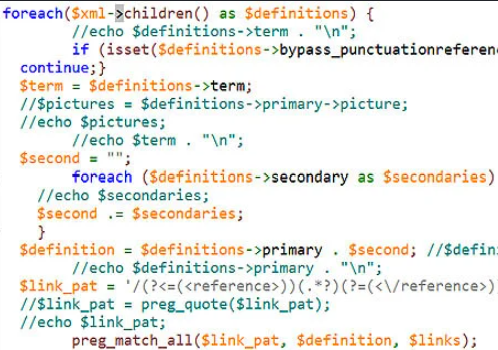 foreach($xml->children() as $definitions) {
//echo $definitions->term . "\n";
if (isset($definitions->bypass_punctuationreferen
continue;}
$term = $definitions->term;
//$pictures = $definitions->primary->picture;
//echo $pictures;
//echo $term . "\n";
$second = "";
foreach ($definitions->secondary as $secondaries)
//echo $secondaries;
$second .= $secondaries;
}
$definition = $definitions->primary . $second; //$defin
//echo $definitions->primary . "\n";
$link_pat = '/(?<=(<reference>))(.*?)(?=(<\/reference>)
//$link_pat = preg_quote($link_pat);
//echo $link_pat;
preg_match_all($link_pat, $definition, $links);